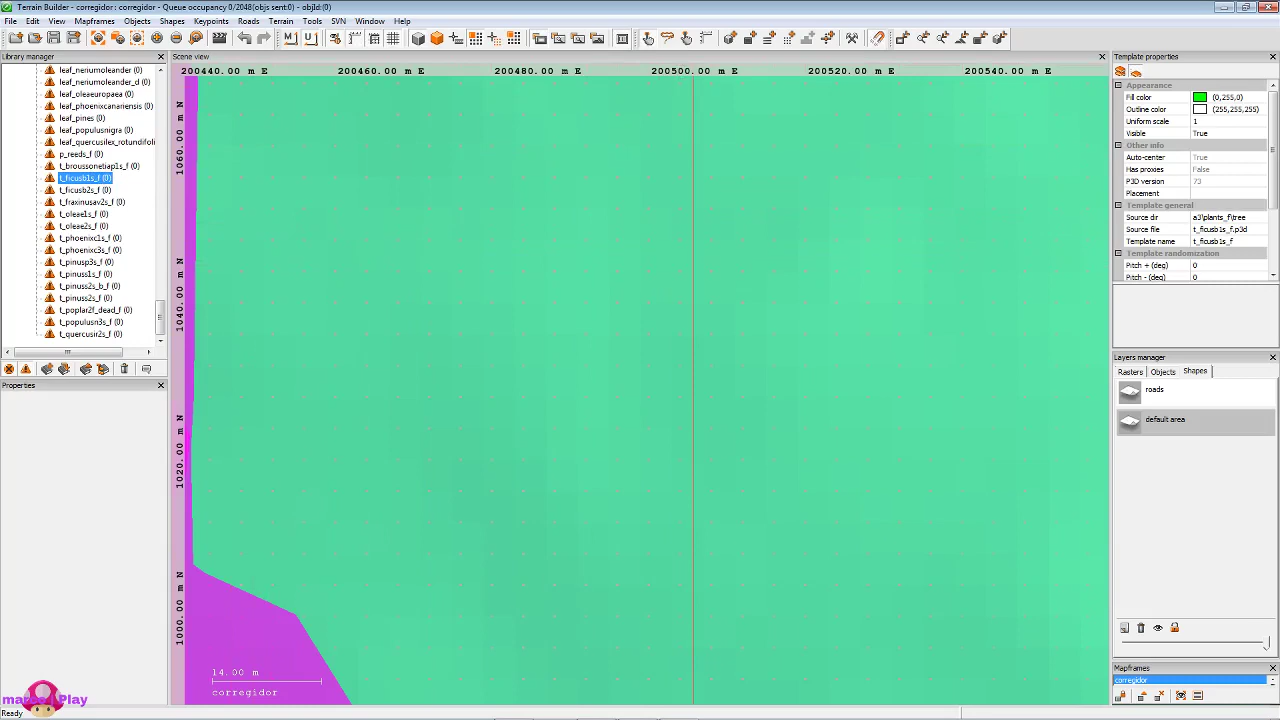 Terrain Builder - corregidor : corregidor - Queue occupancy 0/2048(objs sent:0) - objId:(0)
File Edit View Mapframes Objects Shapes Keypoints Roads Terrain Tools SVN Window Help
Library manager
leaf_neriumoleander (0)
leaf_neriumoleander_d (0)
leaf_oleaeuropaea (0)
leaf_phoenixcanariensis (0)
leaf_pines (0)
leaf_populusnigra (0)
leaf_quercusilex_rotundifoli
p_reeds_f (0)
t_broussonetiap1s_f (0)
t_ficusb1s_f (0)
t_ficusb2s_f (0)
t_fraxinusav2s_f (0)
t_oleae1s_f (0)
t_oleae2s_f (0)
t_phoenixc1s_f (0)
t_phoenixc3s_f (0)
t_pinusp3s_f (0)
t_pinuss1s_f (0)
t_pinuss2s_b_f (0)
t_pinuss2s_f (0)
t_poplar2f_dead_f (0)
t_populusn3s_f (0)
t_quercusir2s_f (0)
Properties
Scene view
200440.00 m E 200460.00 m E 200480.00 m E 200500.00 m E 200520.00 m E 200540.00 m E
1060.00 m N
1040.00 m N
1020.00 m N
1000.00 m N
14.00 m
corregidor
Template properties
Appearance
Fill color (0,255,0)
Outline color (255,255,255)
Uniform scale 1
Visible True
Other info
Auto-center True
Has proxies False
P3D version 73
Placement
Template general
Source dir a3\plants_f\tree
Source file t_ficusb1s_f.p3d
Template name t_ficusb1s_f
Template randomization
Pitch + (deg) 0
Pitch - (deg) 0
Layers manager
Rasters Objects Shapes
roads
default area
Mapframes
corregidor
Play
Ready